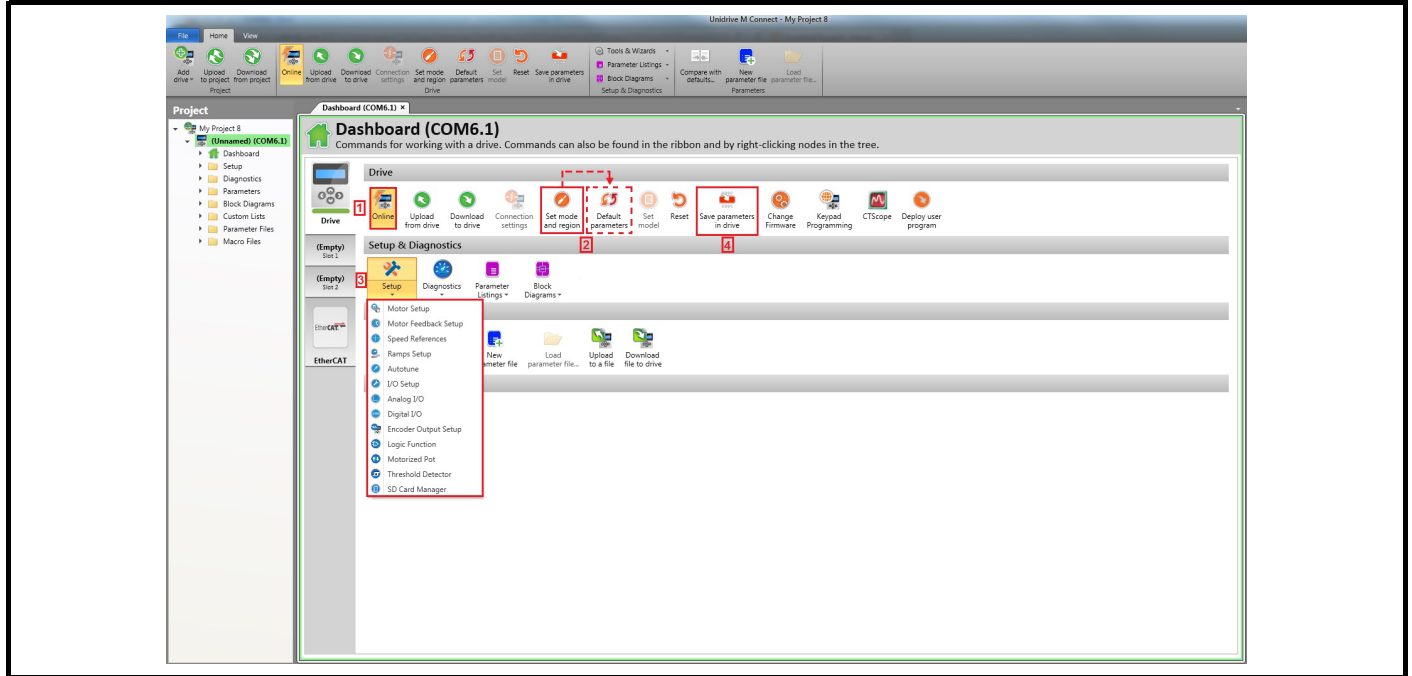 Unidrive M Connect - My Project 8
File Home View
Add drive Upload to project Download from project Online Upload from drive Download to drive Connection settings Set mode and region Default parameters Set model Reset Save parameters in drive Tools & Wizards Parameter Listings Block Diagrams Compare with defaults... New parameter file Load parameter file...
Project Drive Setup & Diagnostics Parameters
Project
My Project 8
(Unnamed) (COM6.1)
Dashboard
Setup
Diagnostics
Parameters
Block Diagrams
Custom Lists
Parameter Files
Macro Files
Dashboard (COM6.1) ×
Dashboard (COM6.1)
Commands for working with a drive. Commands can also be found in the ribbon and by right-clicking nodes in the tree.
Drive
(Empty)
Slot 1
(Empty)
Slot 2
EtherCAT
EtherCAT
Drive
1
Online Upload from drive Download to drive Connection settings Set mode and region Default parameters Set model Reset Save parameters in drive Change Firmware Keypad Programming CTScope Deploy user program
2 4
Setup & Diagnostics
3
Setup Diagnostics Parameter Listings Block Diagrams
Motor Setup
Motor Feedback Setup
Speed References
Ramps Setup
Autotune
I/O Setup
Analog I/O
Digital I/O
Encoder Output Setup
Logic Function
Motorized Pot
Threshold Detector
SD Card Manager
New ameter file Load parameter file... Upload to a file Download file to drive